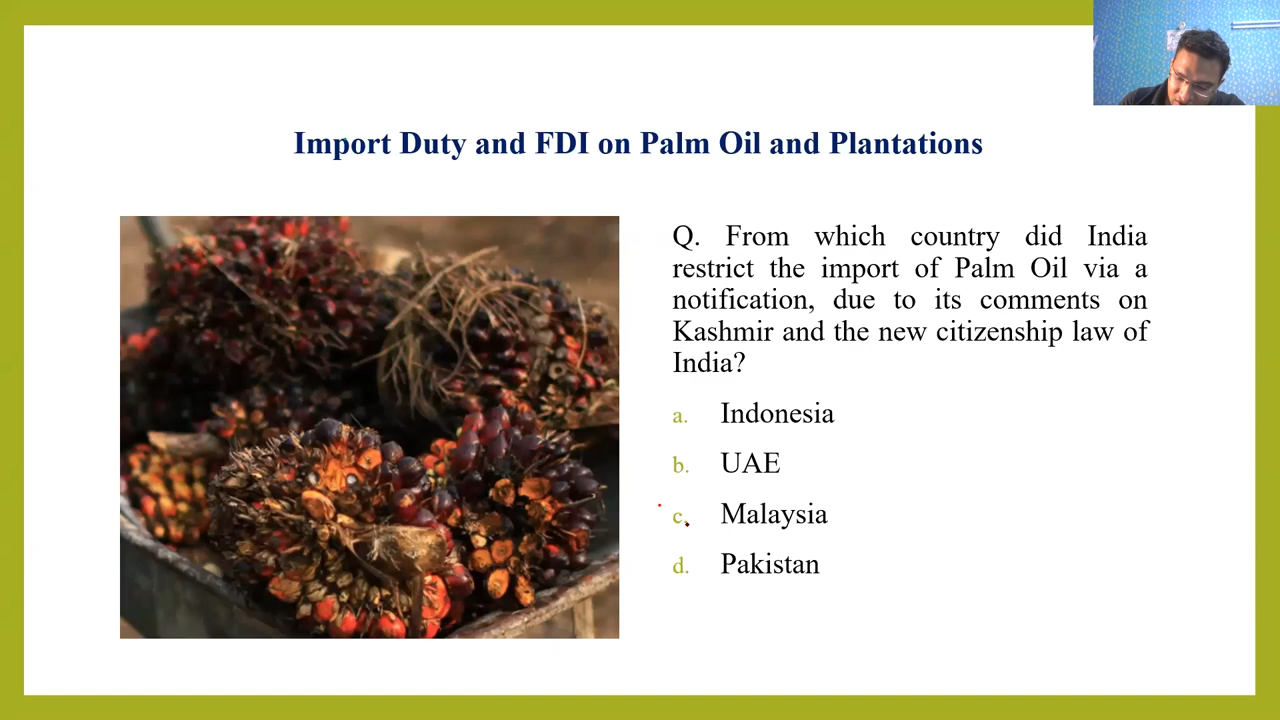 Import Duty and FDI on Palm Oil and Plantations
Q. From which country did India
restrict the import of Palm Oil via a
notification, due to its comments on
Kashmir and the new citizenship law of
India?
a. Indonesia
b. UAE
c. Malaysia
d. Pakistan